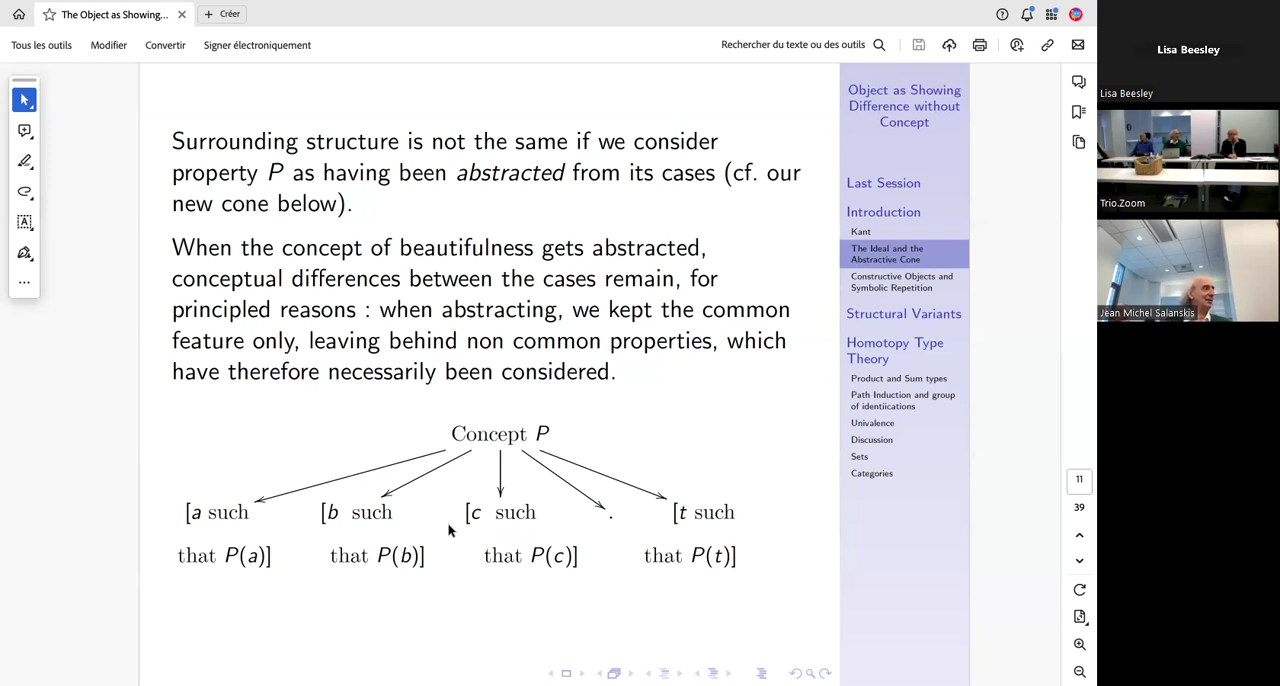 The Object as Showing...
Créer
Tous les outils
Modifier
Convertir
Signer électroniquement
Rechercher du texte ou des outils
Surrounding structure is not the same if we consider
property P as having been abstracted from its cases (cf. our
new cone below).
When the concept of beautifulness gets abstracted,
conceptual differences between the cases remain, for
principled reasons : when abstracting, we kept the common
feature only, leaving behind non common properties, which
have therefore necessarily been considered.
Concept P
[a such [b such [c such . [t such
that P(a)] that P(b)] that P(c)] that P(t)]
Object as Showing
Difference without
Concept
Last Session
Introduction
Kant
The Ideal and the
Abstractive Cone
Constructive Objects and
Symbolic Repetition
Structural Variants
Homotopy Type
Theory
Product and Sum types
Path Induction and group
of identiications
Univalence
Discussion
Sets
Categories
11
39
Lisa Beesley
Lisa Beesley
Trio.Zoom
Jean Michel Salanskis